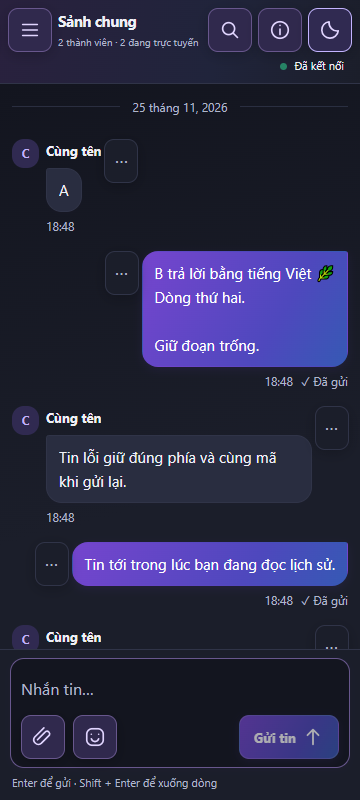 Sảnh chung
2 thành viên · 2 đang trực tuyến
Đã kết nối
25 tháng 11, 2026
C
Cùng tên
...
A
18:48
...
B trả lời bằng tiếng Việt 🌿
Dòng thứ hai.
Giữ đoạn trống.
18:48 ✓ Đã gửi
C
Cùng tên
...
Tin lỗi giữ đúng phía và cùng mã
khi gửi lại.
18:48
...
Tin tới trong lúc bạn đang đọc lịch sử.
18:48 ✓ Đã gửi
C
Cùng tên
...
Nhắn tin...
Gửi tin ↑
Enter để gửi · Shift + Enter để xuống dòng